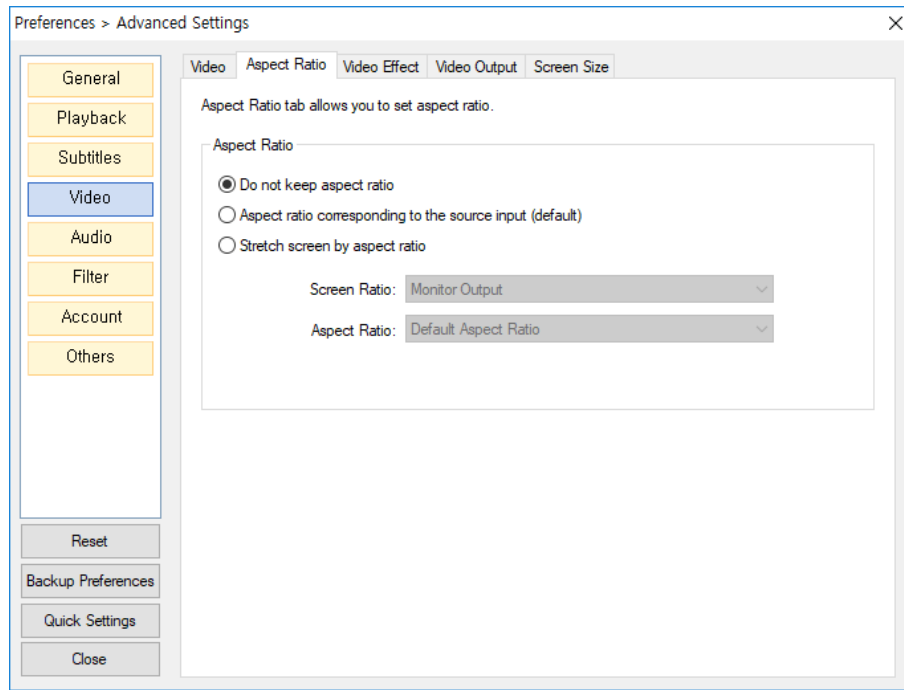 Preferences > Advanced Settings
General
Playback
Subtitles
Video
Audio
Filter
Account
Others
Reset
Backup Preferences
Quick Settings
Close
Video Aspect Ratio Video Effect Video Output Screen Size
Aspect Ratio tab allows you to set aspect ratio.
Aspect Ratio
Do not keep aspect ratio
Aspect ratio corresponding to the source input (default)
Stretch screen by aspect ratio
Screen Ratio: Monitor Output
Aspect Ratio: Default Aspect Ratio